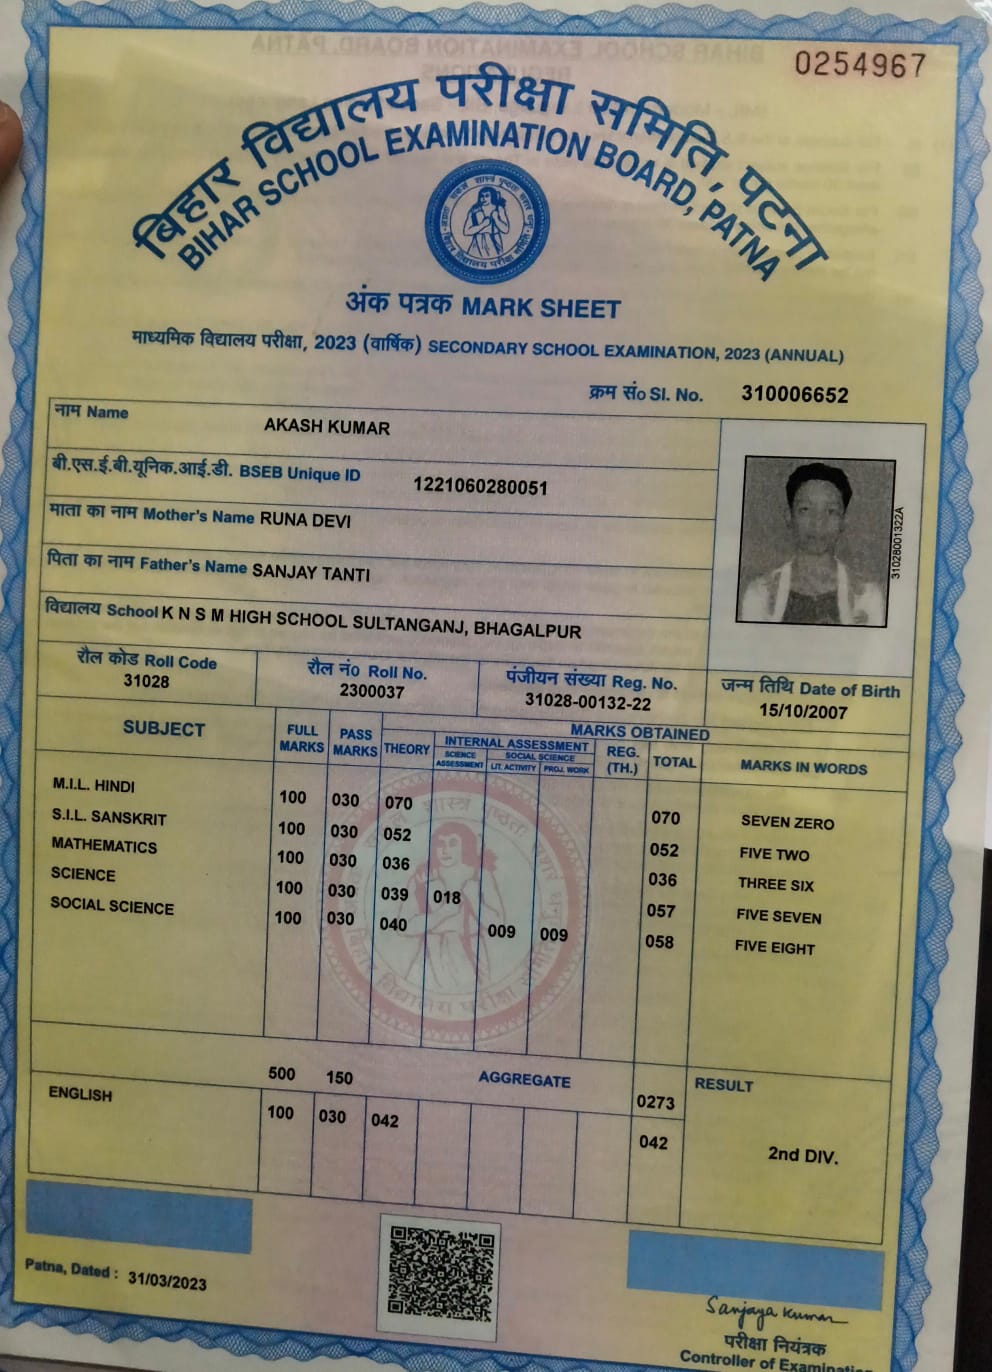 0254967
बिहार विद्यालय परीक्षा समिति, पटना
BIHAR SCHOOL EXAMINATION BOARD, PATNA
अंक पत्रक MARK SHEET
माध्यमिक विद्यालय परीक्षा, 2023 (वार्षिक) SECONDARY SCHOOL EXAMINATION, 2023 (ANNUAL)
क्रम सं० Sl. No. 310006652
नाम Name AKASH KUMAR
बी.एस.ई.बी.यूनिक.आई.डी. BSEB Unique ID 1221060280051
माता का नाम Mother's Name RUNA DEVI
पिता का नाम Father's Name SANJAY TANTI
विद्यालय School K N S M HIGH SCHOOL SULTANGANJ, BHAGALPUR
31028001322A
रौल कोड Roll Code रौल नं० Roll No. पंजीयन संख्या Reg. No. जन्म तिथि Date of Birth
31028 2300037 31028-00132-22 15/10/2007
SUBJECT FULL MARKS PASS MARKS MARKS OBTAINED
THEORY INTERNAL ASSESSMENT REG. (TH.) TOTAL MARKS IN WORDS
SCIENCE ASSESSMENT SOCIAL SCIENCE
LIT. ACTIVITY PROJ. WORK
M.I.L. HINDI 100 030 070 070 SEVEN ZERO
S.I.L. SANSKRIT 100 030 052 052 FIVE TWO
MATHEMATICS 100 030 036 036 THREE SIX
SCIENCE 100 030 039 018 057 FIVE SEVEN
SOCIAL SCIENCE 100 030 040 009 009 058 FIVE EIGHT
500 150 AGGREGATE 0273 RESULT
ENGLISH 100 030 042 042 2nd DIV.
Patna, Dated : 31/03/2023
Sanjaya Kumar
परीक्षा नियंत्रक
Controller of Examination